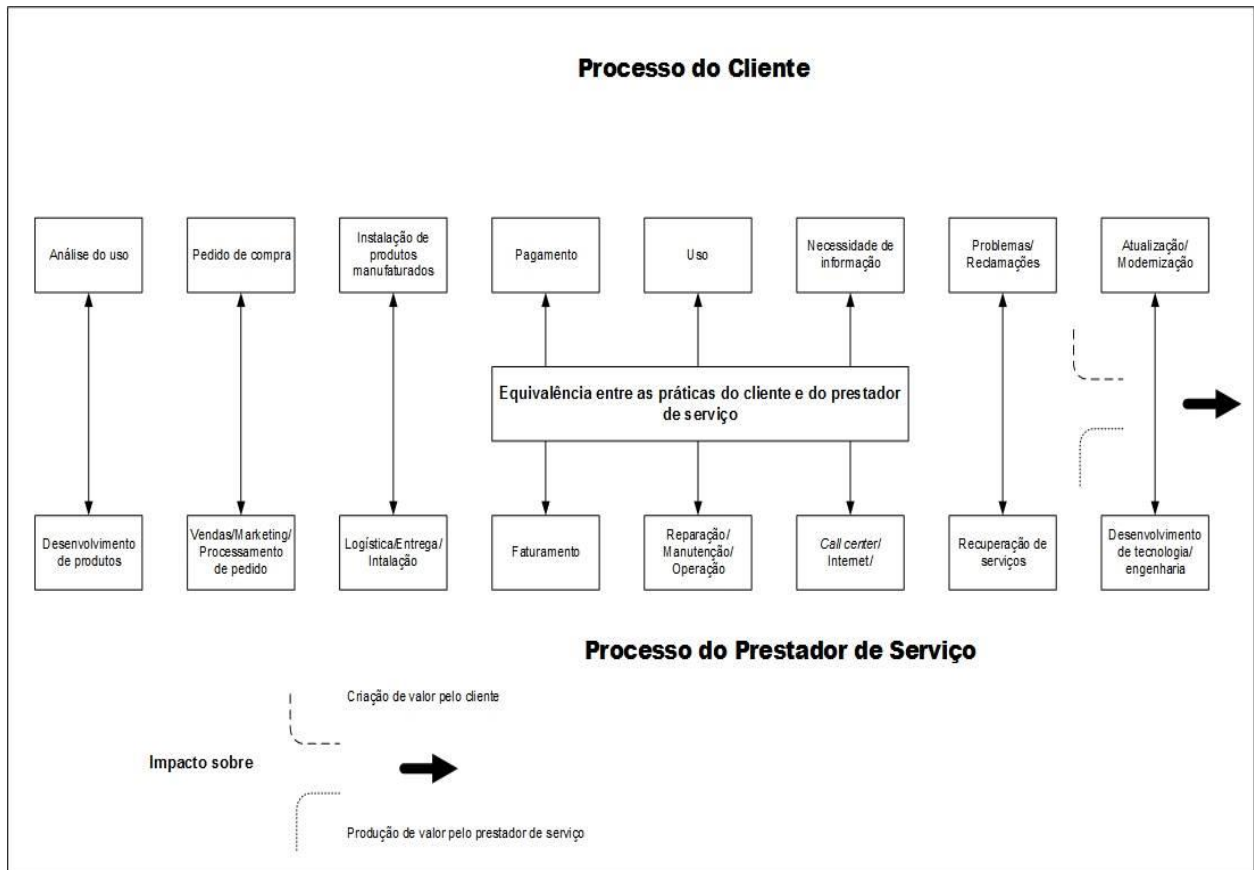 Processo do Cliente
Análise do uso
Pedido de compra
Instalação de
produtos
manufaturados
Pagamento
Uso
Necessidade de
informação
Problemas/
Reclamações
Atualização/
Modernização
Equivalência entre as práticas do cliente e do prestador
de serviço
Desenvolvimento
de produtos
Vendas/Marketing/
Processamento
de pedido
Logística/Entrega/
Intalação
Faturamento
Reparação/
Manutenção/
Operação
Call center/
Internet/
Recuperação de
serviços
Desenvolvimento
de tecnologia/
engenharia
Processo do Prestador de Serviço
Criação de valor pelo cliente
Impacto sobre
Produção de valor pelo prestador de serviço